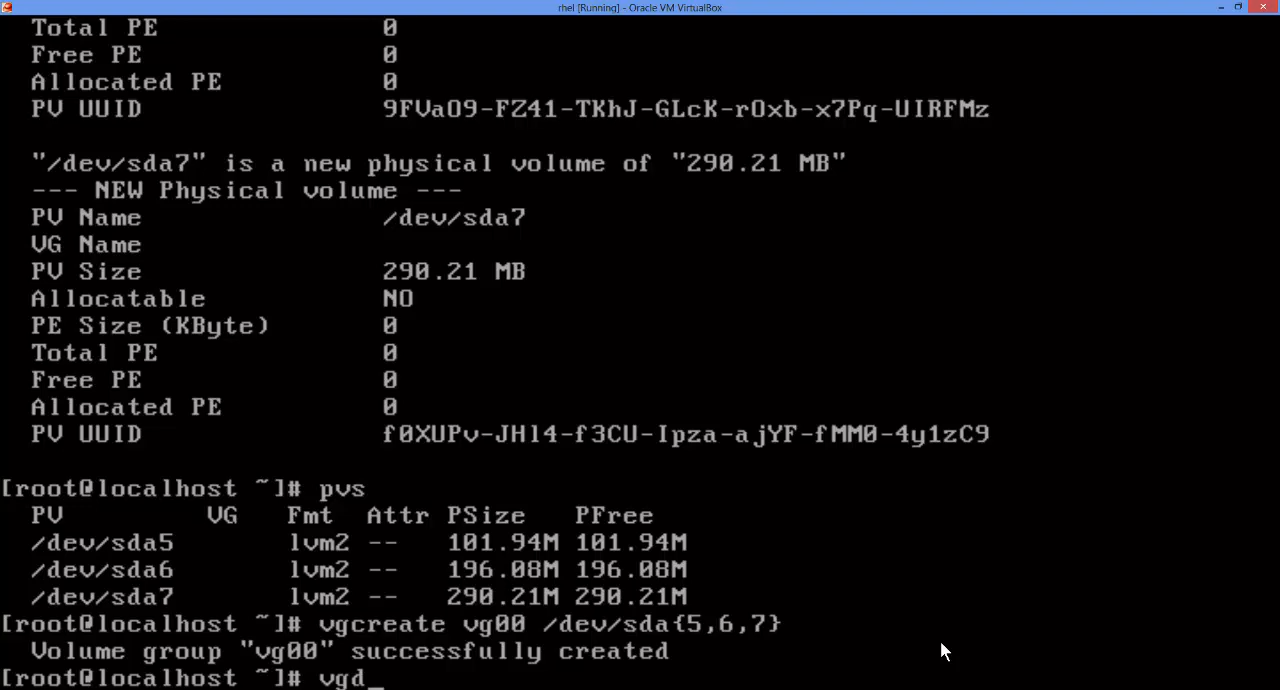 rhel [Running] - Oracle VM VirtualBox
Total PE 0
Free PE 0
Allocated PE 0
PV UUID 9FVaO9-FZ41-TKhJ-GLcK-rOxb-x7Pq-UIRFMz
"/dev/sda7" is a new physical volume of "290.21 MB"
--- NEW Physical volume ---
PV Name /dev/sda7
VG Name
PV Size 290.21 MB
Allocatable NO
PE Size (KByte) 0
Total PE 0
Free PE 0
Allocated PE 0
PV UUID f0XUPv-JHl4-f3CU-Ipza-ajYF-fMM0-4y1zC9
[root@localhost ~]# pvs
PV VG Fmt Attr PSize PFree
/dev/sda5 lvm2 -- 101.94M 101.94M
/dev/sda6 lvm2 -- 196.08M 196.08M
/dev/sda7 lvm2 -- 290.21M 290.21M
[root@localhost ~]# vgcreate vg00 /dev/sda{5,6,7}
Volume group "vg00" successfully created
[root@localhost ~]# vgd_